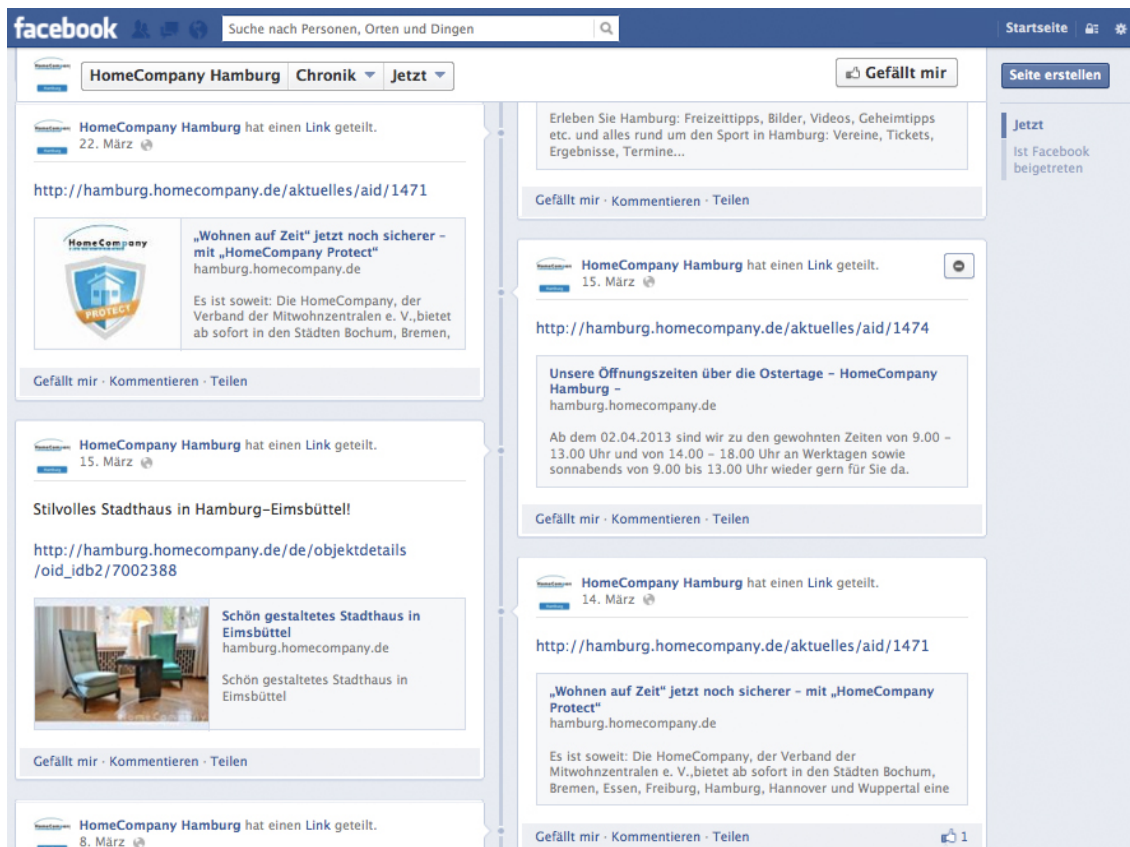 facebook
Suche nach Personen, Orten und Dingen
Startseite
HomeCompany Hamburg
Chronik
Jetzt
Gefällt mir
Seite erstellen
Jetzt
Ist Facebook
beigetreten
HomeCompany Hamburg hat einen Link geteilt.
22. März
http://hamburg.homecompany.de/aktuelles/aid/1471
HomeCompany
PROTECT
„Wohnen auf Zeit“ jetzt noch sicherer –
mit „HomeCompany Protect“
hamburg.homecompany.de
Es ist soweit: Die HomeCompany, der
Verband der Mitwohnzentralen e. V.,bietet
ab sofort in den Städten Bochum, Bremen,
Gefällt mir · Kommentieren · Teilen
HomeCompany Hamburg hat einen Link geteilt.
15. März
Stilvolles Stadthaus in Hamburg-Eimsbüttel!
http://hamburg.homecompany.de/de/objektdetails
/oid_idb2/7002388
HomeCompany
Schön gestaltetes Stadthaus in
Eimsbüttel
hamburg.homecompany.de
Schön gestaltetes Stadthaus in
Eimsbüttel
Gefällt mir · Kommentieren · Teilen
HomeCompany Hamburg hat einen Link geteilt.
8. März
Erleben Sie Hamburg: Freizeittipps, Bilder, Videos, Geheimtipps
etc. und alles rund um den Sport in Hamburg: Vereine, Tickets,
Ergebnisse, Termine...
Gefällt mir · Kommentieren · Teilen
HomeCompany Hamburg hat einen Link geteilt.
15. März
http://hamburg.homecompany.de/aktuelles/aid/1474
Unsere Öffnungszeiten über die Ostertage – HomeCompany
Hamburg –
hamburg.homecompany.de
Ab dem 02.04.2013 sind wir zu den gewohnten Zeiten von 9.00 –
13.00 Uhr und von 14.00 – 18.00 Uhr an Werktagen sowie
sonnabends von 9.00 bis 13.00 Uhr wieder gern für Sie da.
Gefällt mir · Kommentieren · Teilen
HomeCompany Hamburg hat einen Link geteilt.
14. März
http://hamburg.homecompany.de/aktuelles/aid/1471
„Wohnen auf Zeit“ jetzt noch sicherer – mit „HomeCompany
Protect“
hamburg.homecompany.de
Es ist soweit: Die HomeCompany, der Verband der
Mitwohnzentralen e. V.,bietet ab sofort in den Städten Bochum,
Bremen, Essen, Freiburg, Hamburg, Hannover und Wuppertal eine
Gefällt mir · Kommentieren · Teilen
1